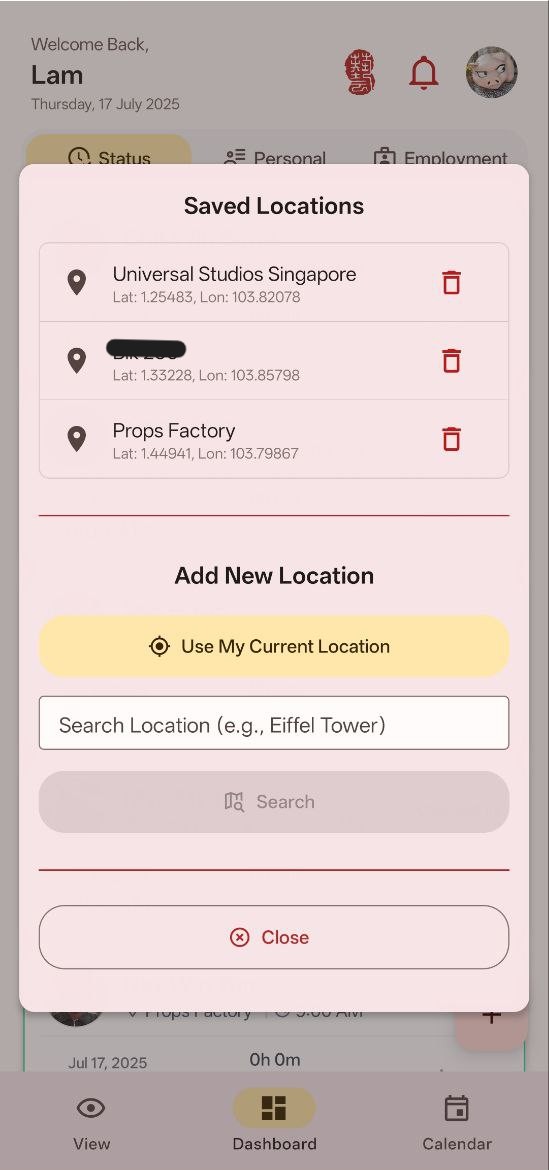 Welcome Back,
Lam
Thursday, 17 July 2025
Status
Personal
Employment
Saved Locations
Universal Studios Singapore
Lat: 1.25483, Lon: 103.82078
Lat: 1.33228, Lon: 103.85798
Props Factory
Lat: 1.44941, Lon: 103.79867
Add New Location
Use My Current Location
Search Location (e.g., Eiffel Tower)
Search
Close
Props Factory
9:00 AM
Jul 17, 2025
0h 0m
View
Dashboard
Calendar